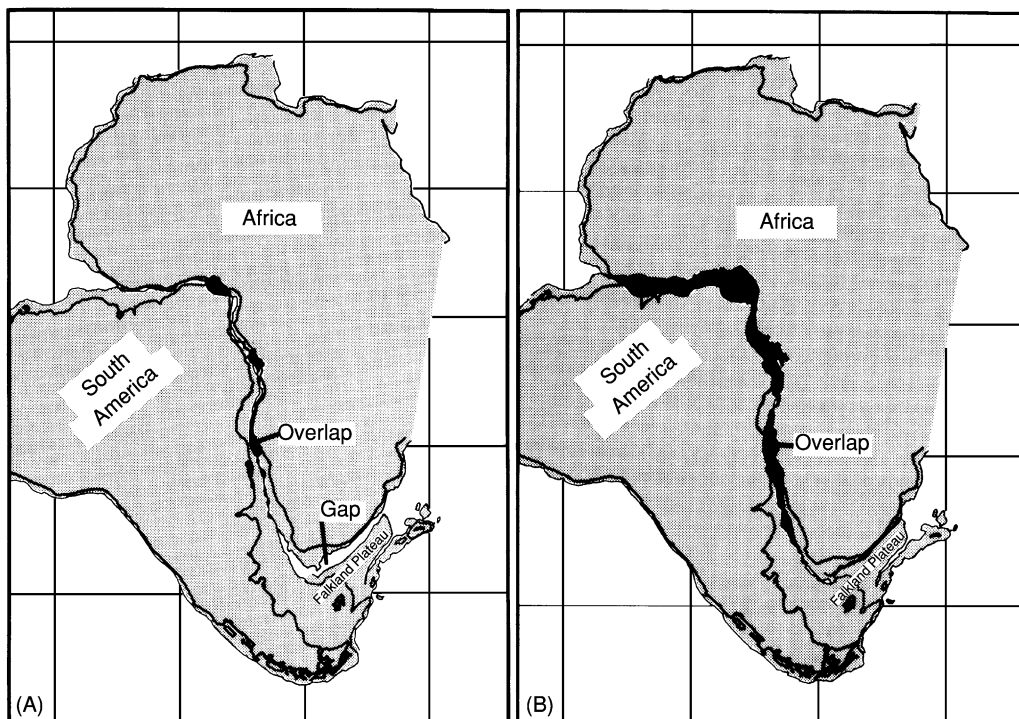 Africa
South
America
Overlap
Gap
Falkland Plateau
(A)
Africa
South
America
Overlap
Falkland Plateau
(B)